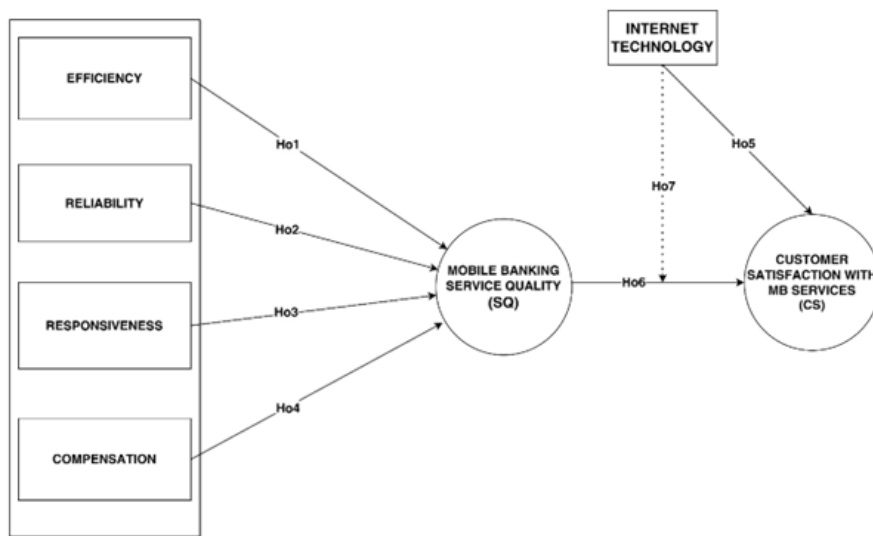 EFFICIENCY
RELIABILITY
RESPONSIVENESS
COMPENSATION
Ho1
Ho2
Ho3
Ho4
MOBILE BANKING
SERVICE QUALITY
(SQ)
INTERNET
TECHNOLOGY
Ho5
Ho7
Ho6
CUSTOMER
SATISFACTION WITH
MB SERVICES
(CS)